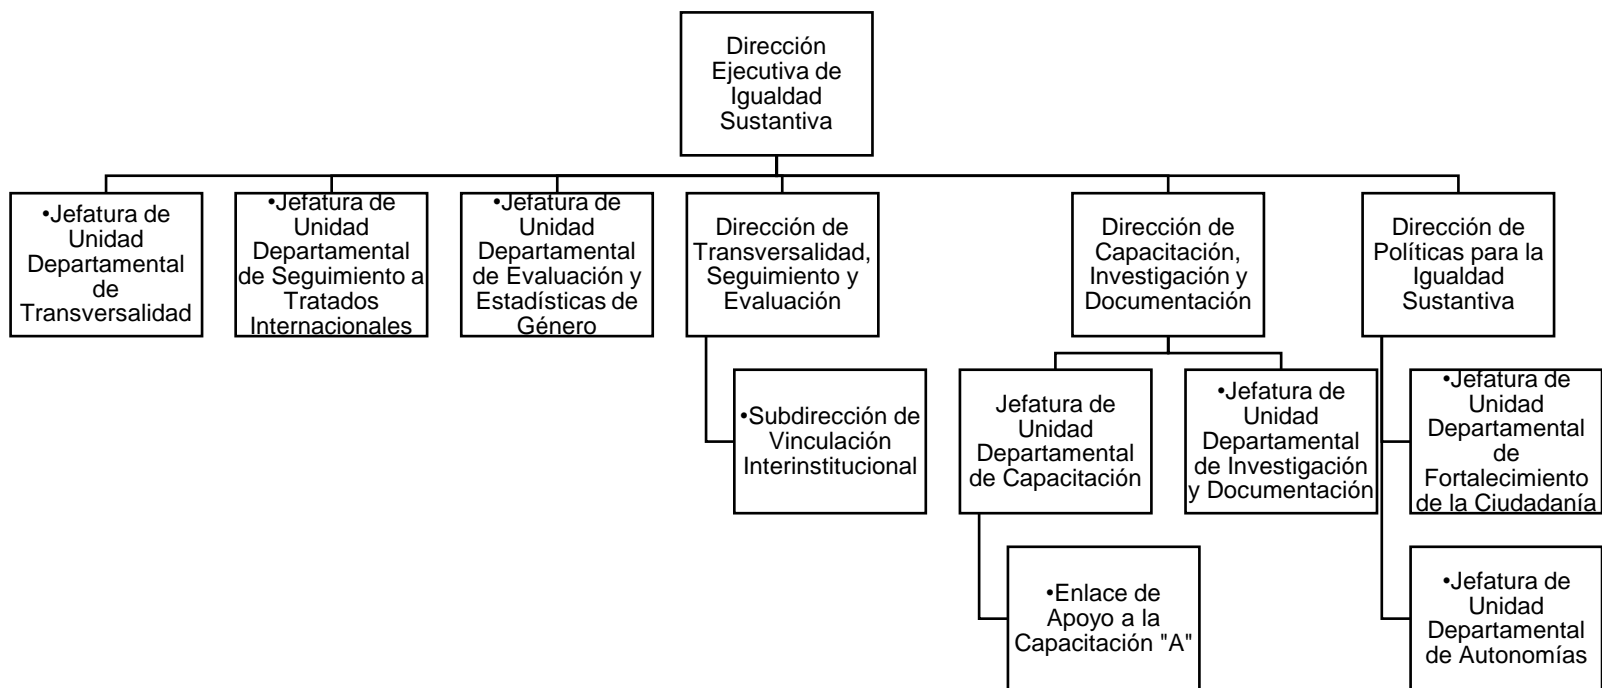 Dirección
Ejecutiva de
Igualdad
Sustantiva
•Jefatura de
Unidad
Departamental
de
Transversalidad
•Jefatura de
Unidad
Departamental
de Seguimiento a
Tratados
Internacionales
•Jefatura de
Unidad
Departamental
de Evaluación y
Estadísticas de
Género
Dirección de
Transversalidad,
Seguimiento y
Evaluación
Dirección de
Capacitación,
Investigación y
Documentación
Dirección de
Políticas para la
Igualdad
Sustantiva
•Subdirección de
Vinculación
Interinstitucional
Jefatura de
Unidad
Departamental
de Capacitación
•Jefatura de
Unidad
Departamental
de Investigación
y Documentación
•Jefatura de
Unidad
Departamental
de
Fortalecimiento
de la Ciudadanía
•Enlace de
Apoyo a la
Capacitación "A"
•Jefatura de
Unidad
Departamental
de Autonomías